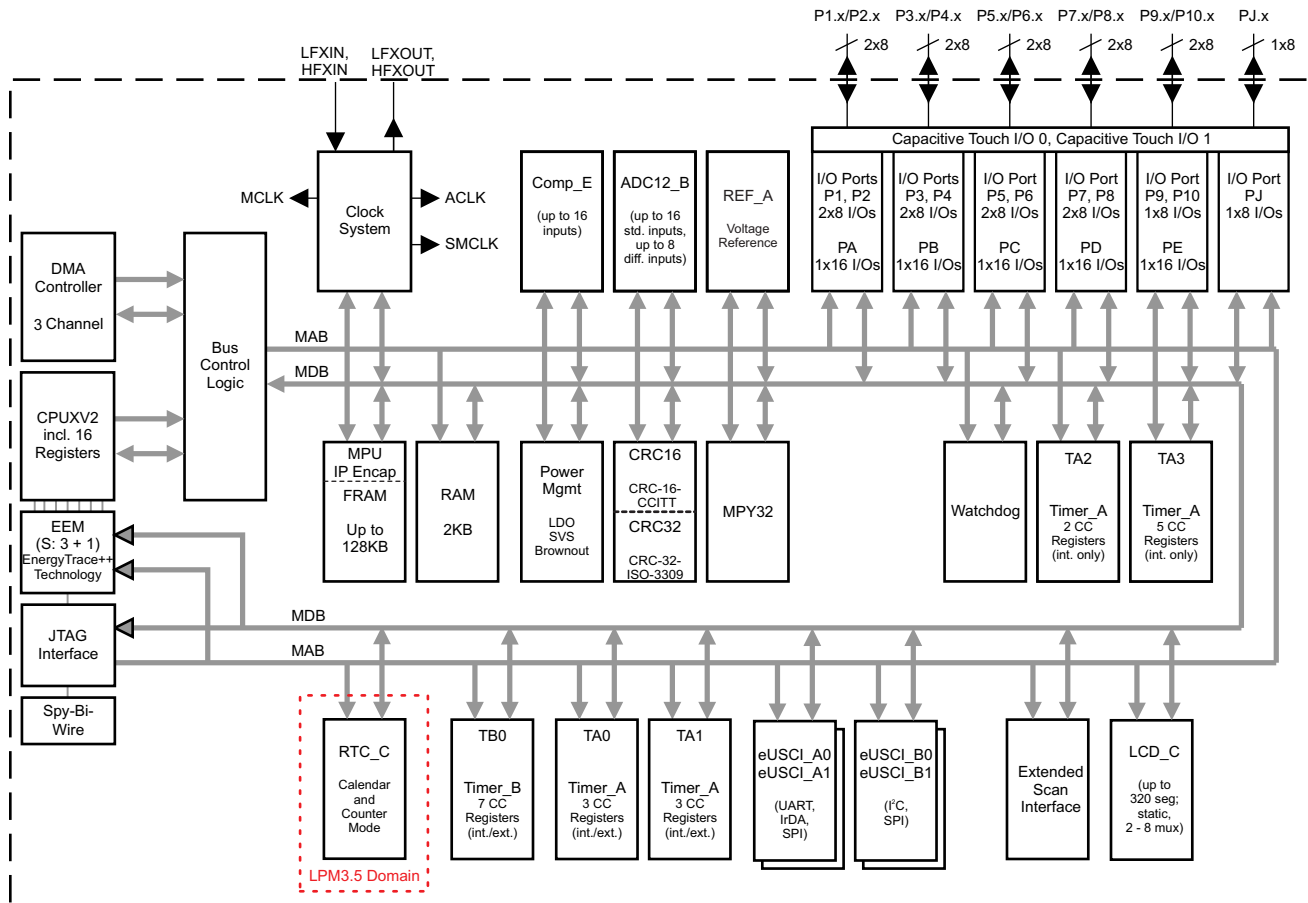 P1.x/P2.x
P3.x/P4.x
P5.x/P6.x
P7.x/P8.x
P9.x/P10.x
PJ.x
2x8
2x8
2x8
2x8
2x8
1x8
LFXIN,
HFXIN
LFXOUT,
HFXOUT
Capacitive Touch I/O 0, Capacitive Touch I/O 1
MCLK
Clock
System
ACLK
SMCLK
Comp_E
(up to 16
inputs)
ADC12_B
(up to 16
std. inputs,
up to 8
diff. inputs)
REF_A
Voltage
Reference
I/O Ports
P1, P2
2x8 I/Os
PA
1x16 I/Os
I/O Ports
P3, P4
2x8 I/Os
PB
1x16 I/Os
I/O Port
P5, P6
2x8 I/Os
PC
1x16 I/Os
I/O Port
P7, P8
2x8 I/Os
PD
1x16 I/Os
I/O Port
P9, P10
1x8 I/Os
PE
1x16 I/Os
I/O Port
PJ
1x8 I/Os
DMA
Controller
3 Channel
Bus
Control
Logic
MAB
MDB
CPUXV2
incl. 16
Registers
MPU
IP Encap
FRAM
Up to
128KB
RAM
2KB
Power
Mgmt
LDO
SVS
Brownout
CRC16
CRC-16-
CCITT
CRC32
CRC-32-
ISO-3309
MPY32
Watchdog
TA2
Timer_A
2 CC
Registers
(int. only)
TA3
Timer_A
5 CC
Registers
(int. only)
EEM
(S: 3 + 1)
EnergyTrace++
Technology
MDB
MAB
JTAG
Interface
Spy-Bi-
Wire
RTC_C
Calendar
and
Counter
Mode
LPM3.5 Domain
TB0
Timer_B
7 CC
Registers
(int./ext.)
TA0
Timer_A
3 CC
Registers
(int./ext.)
TA1
Timer_A
3 CC
Registers
(int./ext.)
eUSCI_A0
eUSCI_A1
(UART,
IrDA,
SPI)
eUSCI_B0
eUSCI_B1
(I²C,
SPI)
Extended
Scan
Interface
LCD_C
(up to
320 seg;
static,
2 - 8 mux)